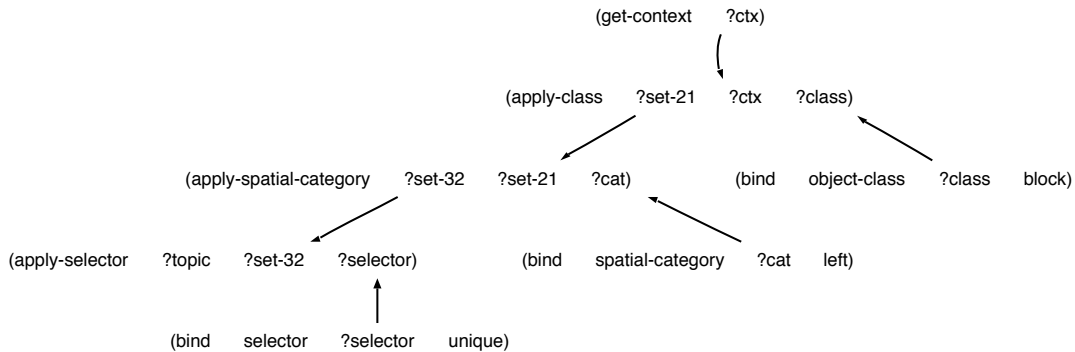 (get-context ?ctx)
(apply-class ?set-21 ?ctx ?class)
(apply-spatial-category ?set-32 ?set-21 ?cat) (bind object-class ?class block)
(apply-selector ?topic ?set-32 ?selector) (bind spatial-category ?cat left)
(bind selector ?selector unique)